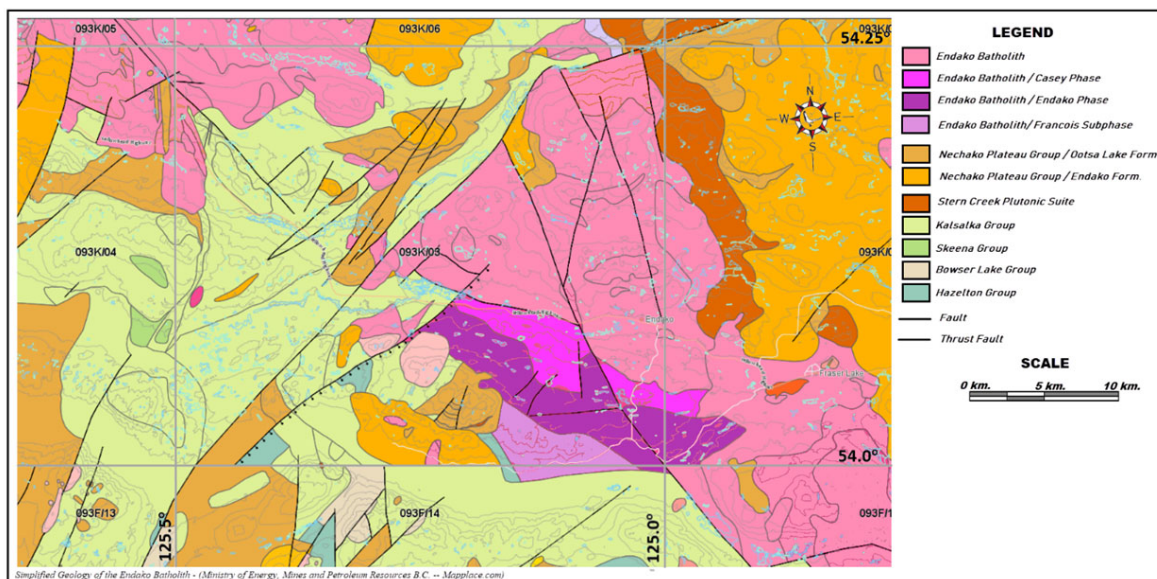 093K/05
093K/06
093K/0
54.25°
093K/04
093K/03
093K/0
Endako
Fraser Lake
54.0°
093F/13
093F/14
093F/1
125.5°
125.0°
N
W
E
S
LEGEND
Endako Batholith
Endako Batholith / Casey Phase
Endako Batholith / Endako Phase
Endako Batholith/ Francois Subphase
Nechako Plateau Group / Ootsa Lake Form
Nechako Plateau Group / Endako Form.
Stern Creek Plutonic Suite
Kalsalka Group
Skeena Group
Bowser Lake Group
Hazelton Group
Fault
Thrust Fault
SCALE
0 km. 5 km. 10 km.
Simplified Geology of the Endako Batholith - (Ministry of Energy, Mines and Petroleum Resources B.C. -- Mapplace.com)